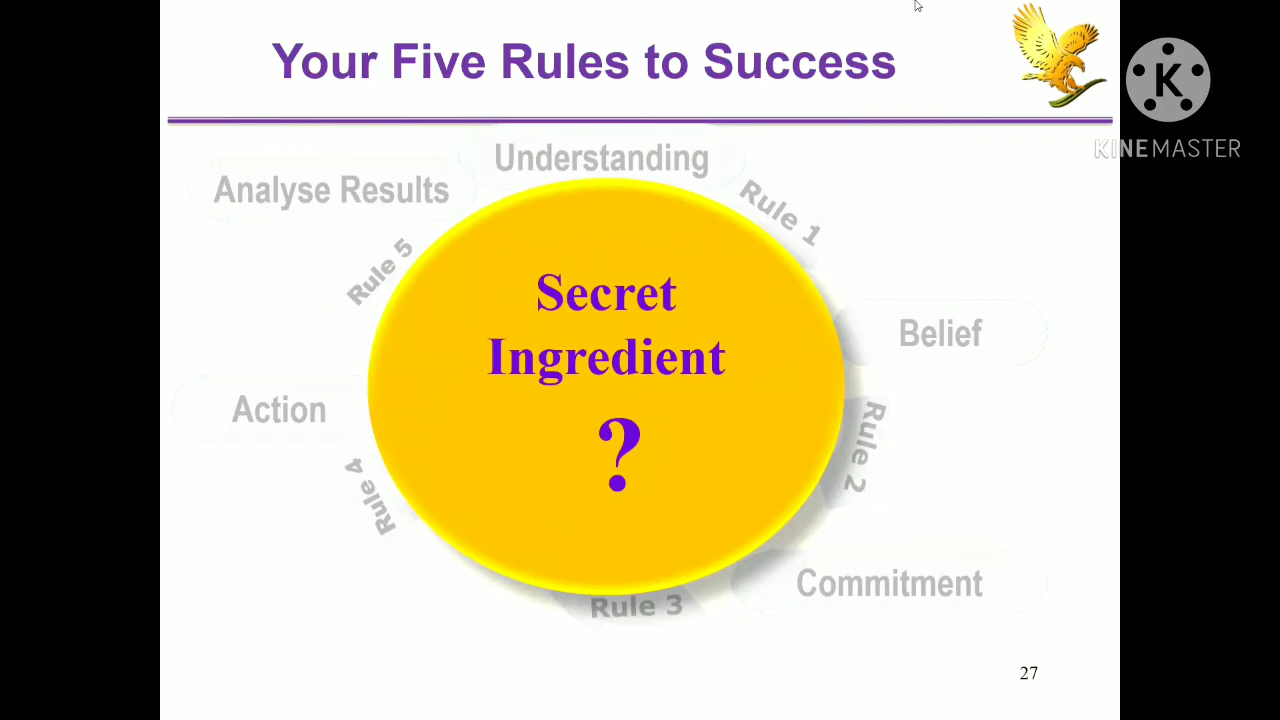 Your Five Rules to Success
K
KINEMASTER
Understanding
Analyse Results
Rule 1
Rule 5
Secret
Ingredient
?
Belief
Action
Rule 2
Rule 4
Commitment
Rule 3
27